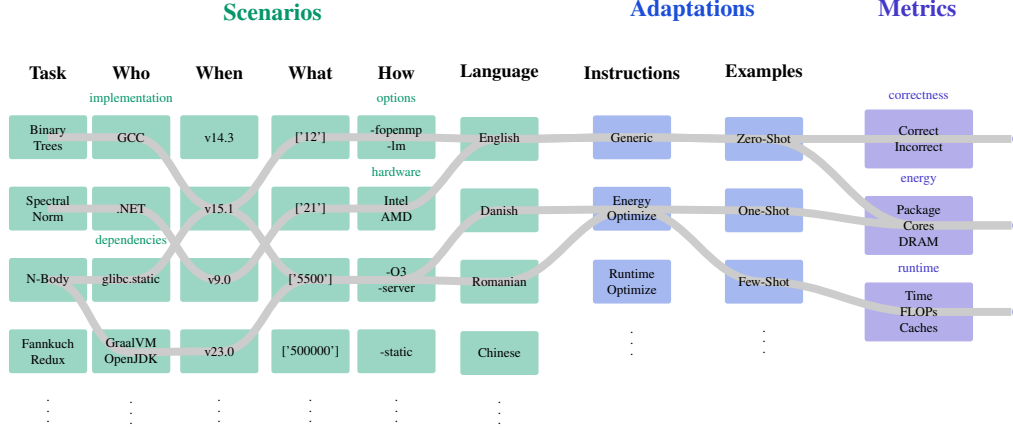 Scenarios
Adaptations
Metrics
Task
Who
When
What
How
Language
Instructions
Examples
implementation
options
correctness
Binary
Trees
GCC
v14.3
['12']
-fopenmp
-lm
English
Generic
Zero-Shot
Correct
Incorrect
hardware
energy
Spectral
Norm
.NET
v15.1
['21']
Intel
AMD
Danish
Energy
Optimize
One-Shot
Package
Cores
DRAM
dependencies
runtime
N-Body
glibc.static
v9.0
['5500']
-O3
-server
Romanian
Runtime
Optimize
Few-Shot
Time
FLOPs
Caches
Fannkuch
Redux
GraalVM
OpenJDK
v23.0
['500000']
-static
Chinese